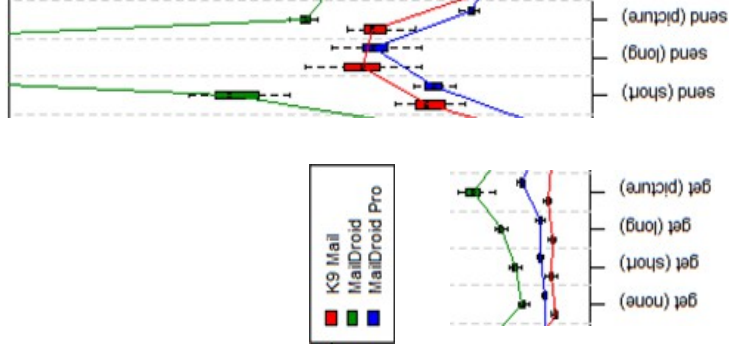 send (picture)
send (long)
send (short)
K9 Mail
MailDroid
MailDroid Pro
get (picture)
get (long)
get (short)
get (none)